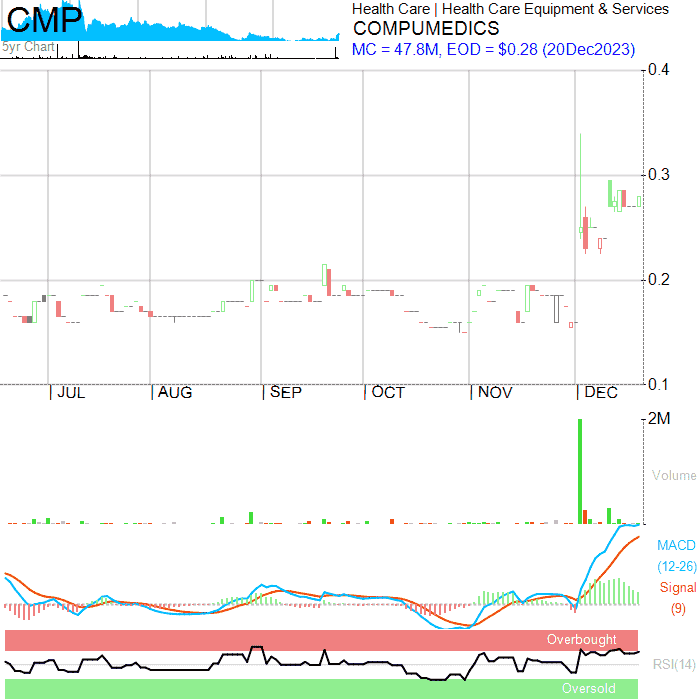 CMP
5yr Chart
Health Care | Health Care Equipment & Services
COMPUMEDICS
MC = 47.8M, EOD = $0.28 (20Dec2023)
0.4
0.3
0.2
0.1
JUL
AUG
SEP
OCT
NOV
DEC
2M
Volume
MACD
(12-26)
Signal
(9)
Overbought
RSI(14)
Oversold